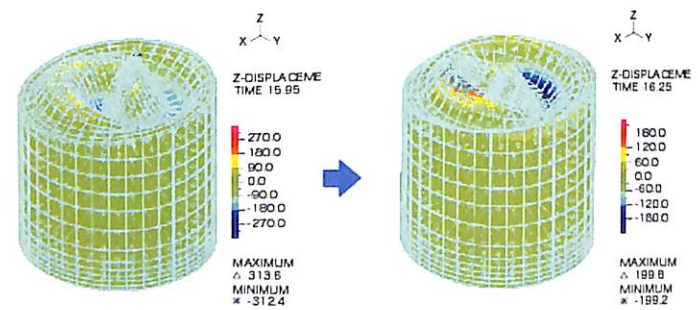 Z
X Y
Z-DISPLACEME
TIME 15.95
270.0
180.0
90.0
0.0
-90.0
-180.0
-270.0
MAXIMUM
△ 313.6
MINIMUM
* -312.4
Z
X Y
Z-DISPLACEME
TIME 16.25
160.0
120.0
60.0
0.0
-60.0
-120.0
-160.0
MAXIMUM
△ 199.8
MINIMUM
* -199.2